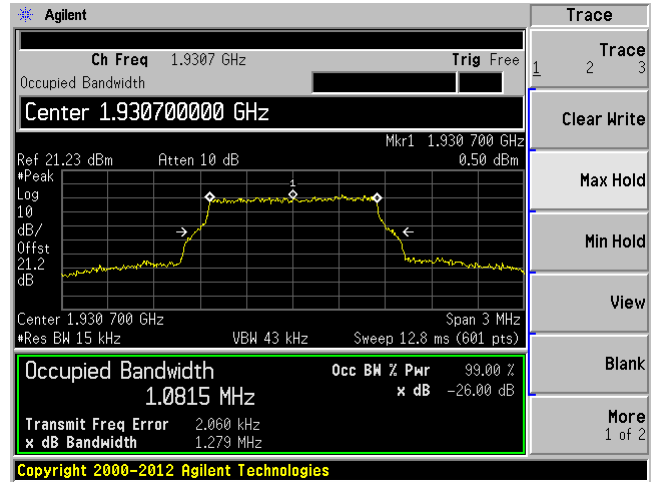 Agilent
Trace
Ch Freq 1.9307 GHz Trig Free
Occupied Bandwidth
Center 1.930700000 GHz
Mkr1 1.930 700 GHz
Ref 21.23 dBm Atten 10 dB 0.50 dBm
#Peak
Log
10
dB/
Offst
21.2
dB
1
Center 1.930 700 GHz Span 3 MHz
#Res BW 15 kHz VBW 43 kHz Sweep 12.8 ms (601 pts)
Occupied Bandwidth
1.0815 MHz
Occ BW % Pwr 99.00 %
x dB -26.00 dB
Transmit Freq Error 2.060 kHz
x dB Bandwidth 1.279 MHz
Copyright 2000-2012 Agilent Technologies
Trace
1 2 3
Clear Write
Max Hold
Min Hold
View
Blank
More
1 of 2